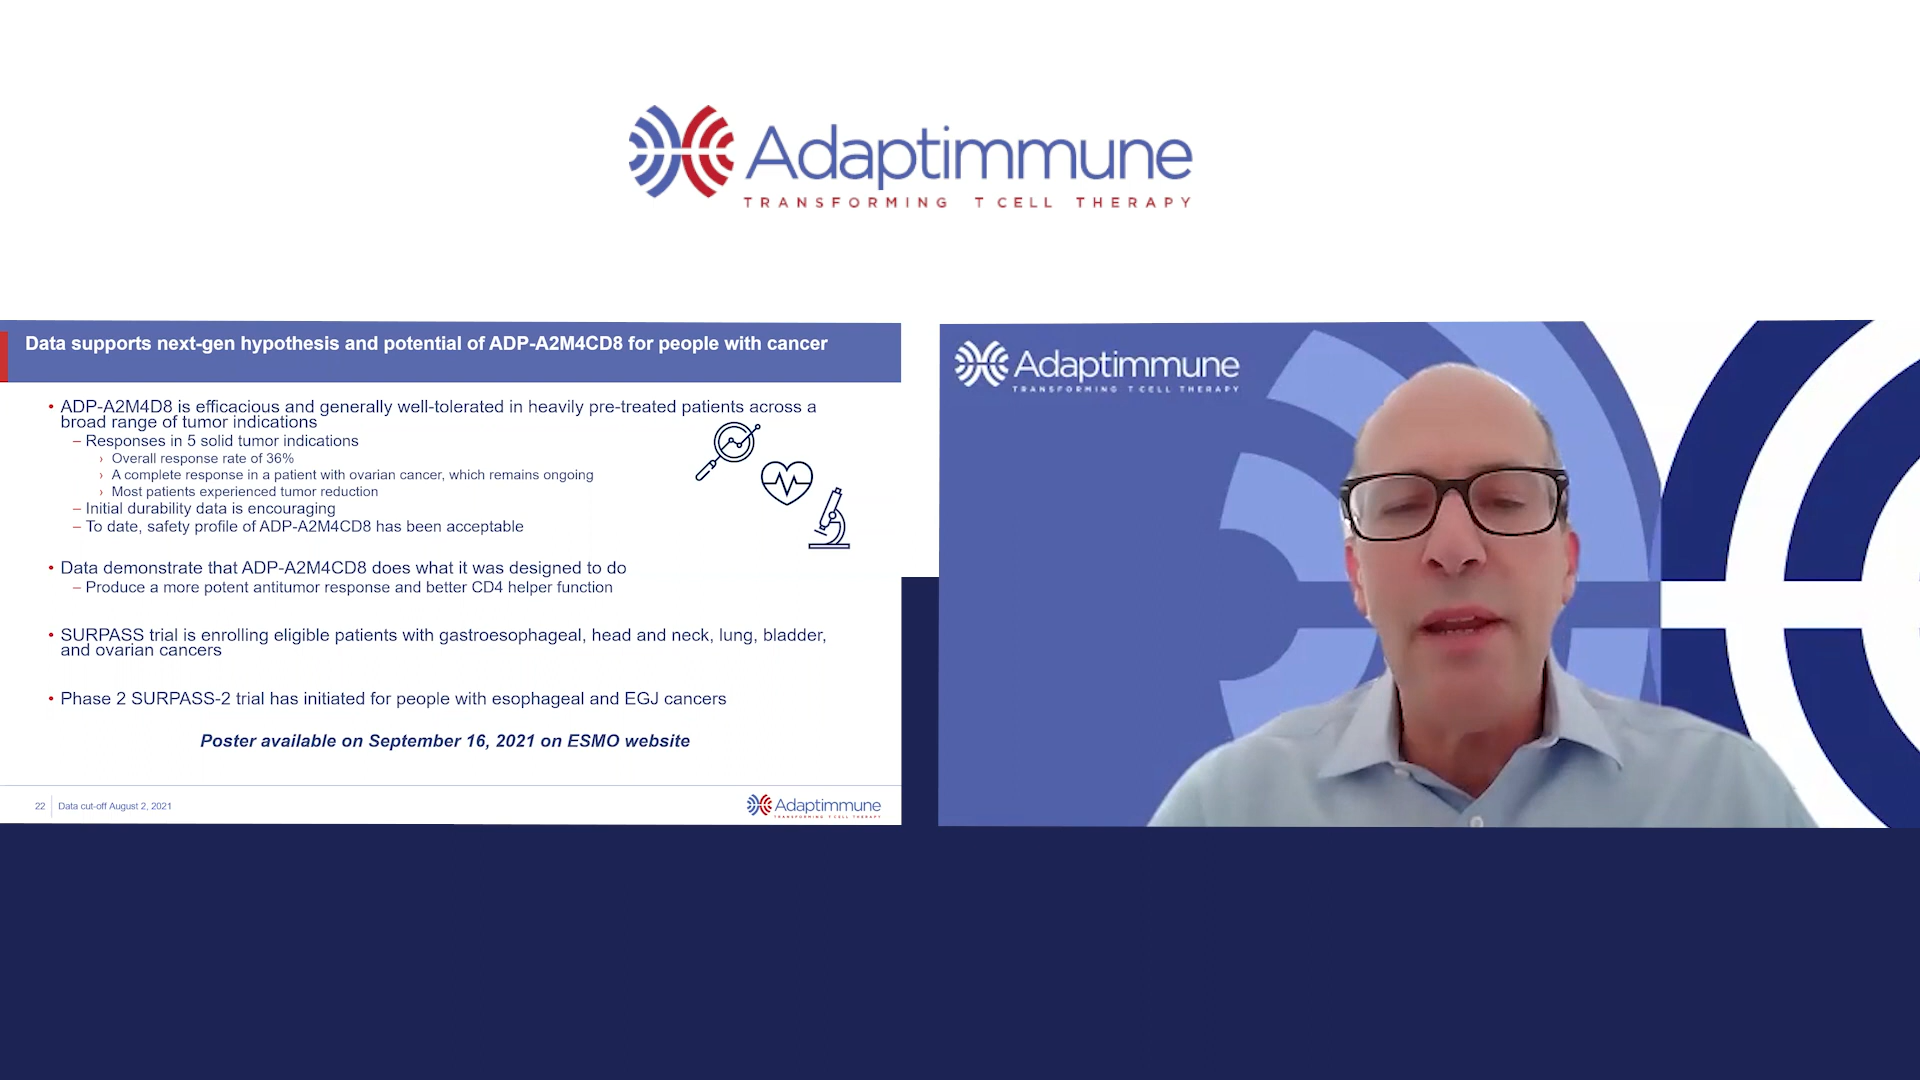 Adaptimmune
TRANSFORMING T CELL THERAPY
Data supports next-gen hypothesis and potential of ADP-A2M4CD8 for people with cancer
• ADP-A2M4D8 is efficacious and generally well-tolerated in heavily pre-treated patients across a
broad range of tumor indications
– Responses in 5 solid tumor indications
› Overall response rate of 36%
› A complete response in a patient with ovarian cancer, which remains ongoing
› Most patients experienced tumor reduction
– Initial durability data is encouraging
– To date, safety profile of ADP-A2M4CD8 has been acceptable
• Data demonstrate that ADP-A2M4CD8 does what it was designed to do
– Produce a more potent antitumor response and better CD4 helper function
• SURPASS trial is enrolling eligible patients with gastroesophageal, head and neck, lung, bladder,
and ovarian cancers
• Phase 2 SURPASS-2 trial has initiated for people with esophageal and EGJ cancers
Poster available on September 16, 2021 on ESMO website
22 Data cut-off August 2, 2021
Adaptimmune
TRANSFORMING T CELL THERAPY
Adaptimmune
TRANSFORMING T CELL THERAPY